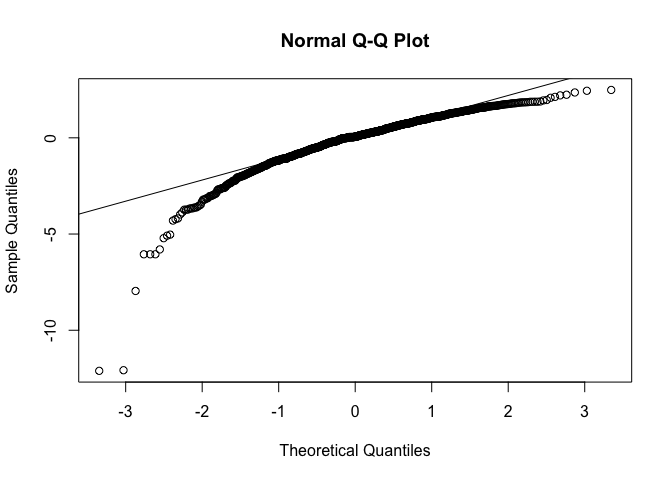 Normal Q-Q Plot
Sample Quantiles
0
-5
-10
-3 -2 -1 0 1 2 3
Theoretical Quantiles